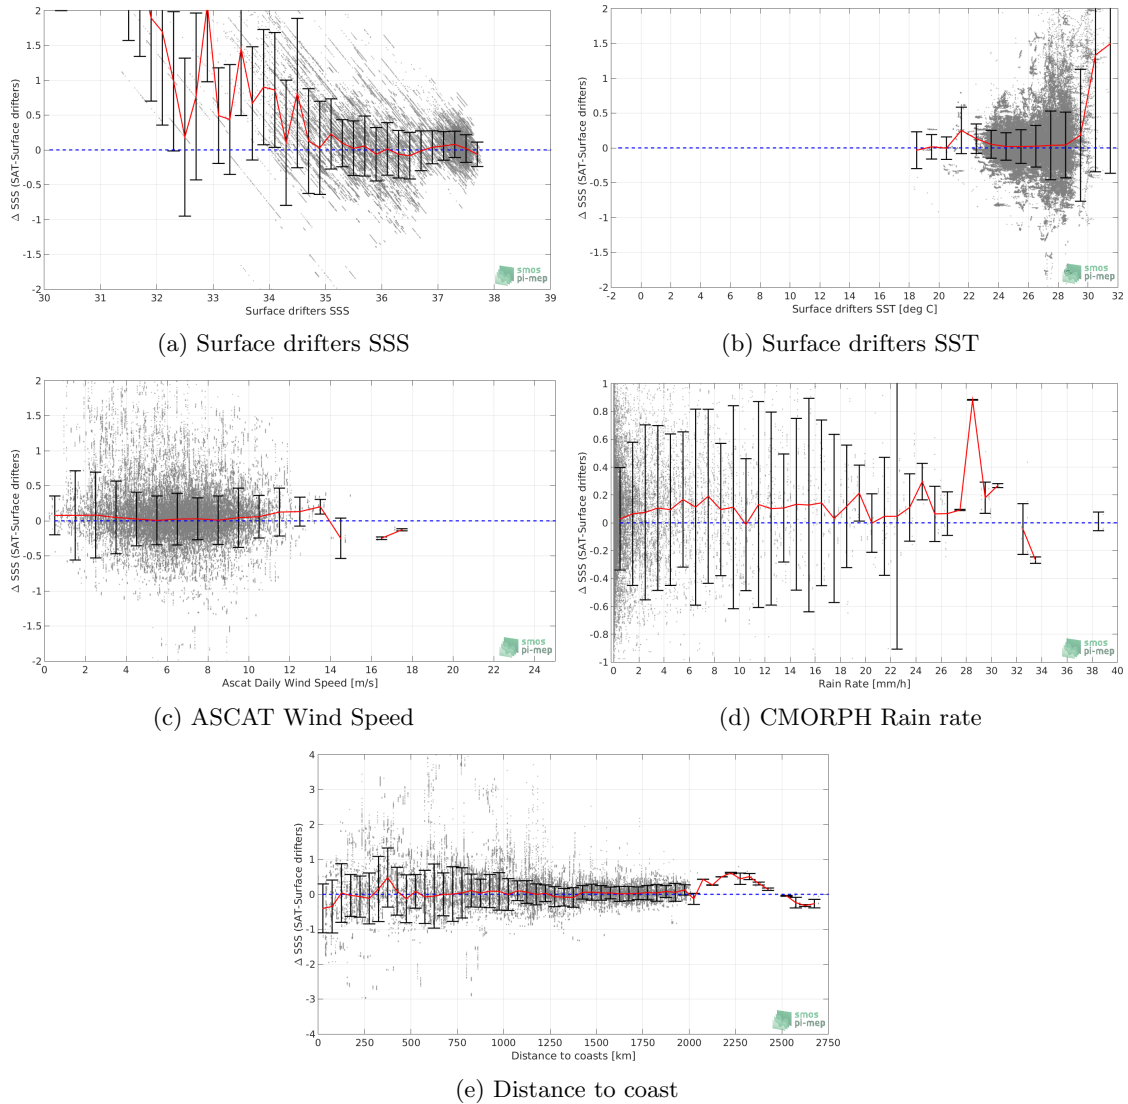 2
1.5
1
0.5
0
-0.5
-1
-1.5
-2
Δ SSS (SAT-Surface drifters)
30 31 32 33 34 35 36 37 38 39
Surface drifters SSS
smos
pi-mep
(a) Surface drifters SSS
2
1.5
1
0.5
0
-0.5
-1
-1.5
-2
Δ SSS (SAT-Surface drifters)
-2 0 2 4 6 8 10 12 14 16 18 20 22 24 26 28 30 32
Surface drifters SST [deg C]
smos
pi-mep
(b) Surface drifters SST
2
1.5
1
0.5
0
-0.5
-1
-1.5
-2
Δ SSS (SAT-Surface drifters)
0 2 4 6 8 10 12 14 16 18 20 22 24
Ascat Daily Wind Speed [m/s]
smos
pi-mep
(c) ASCAT Wind Speed
1
0.8
0.6
0.4
0.2
0
-0.2
-0.4
-0.6
-0.8
-1
Δ SSS (SAT-Surface drifters)
0 2 4 6 8 10 12 14 16 18 20 22 24 26 28 30 32 34 36 38 40
Rain Rate [mm/h]
smos
pi-mep
(d) CMORPH Rain rate
4
3
2
1
0
-1
-2
-3
-4
Δ SSS (SAT-Surface drifters)
0 250 500 750 1000 1250 1500 1750 2000 2250 2500 2750
Distance to coasts [km]
smos
pi-mep
(e) Distance to coast